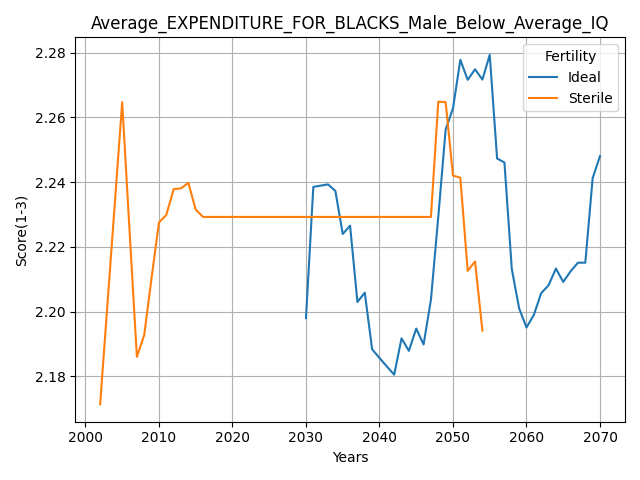 Average_EXPENDITURE_FOR_BLACKS_Male_Below_Average_IQ
Fertility
Ideal
Sterile
Score(1-3)
2.28
2.26
2.24
2.22
2.20
2.18
2000 2010 2020 2030 2040 2050 2060 2070
Years